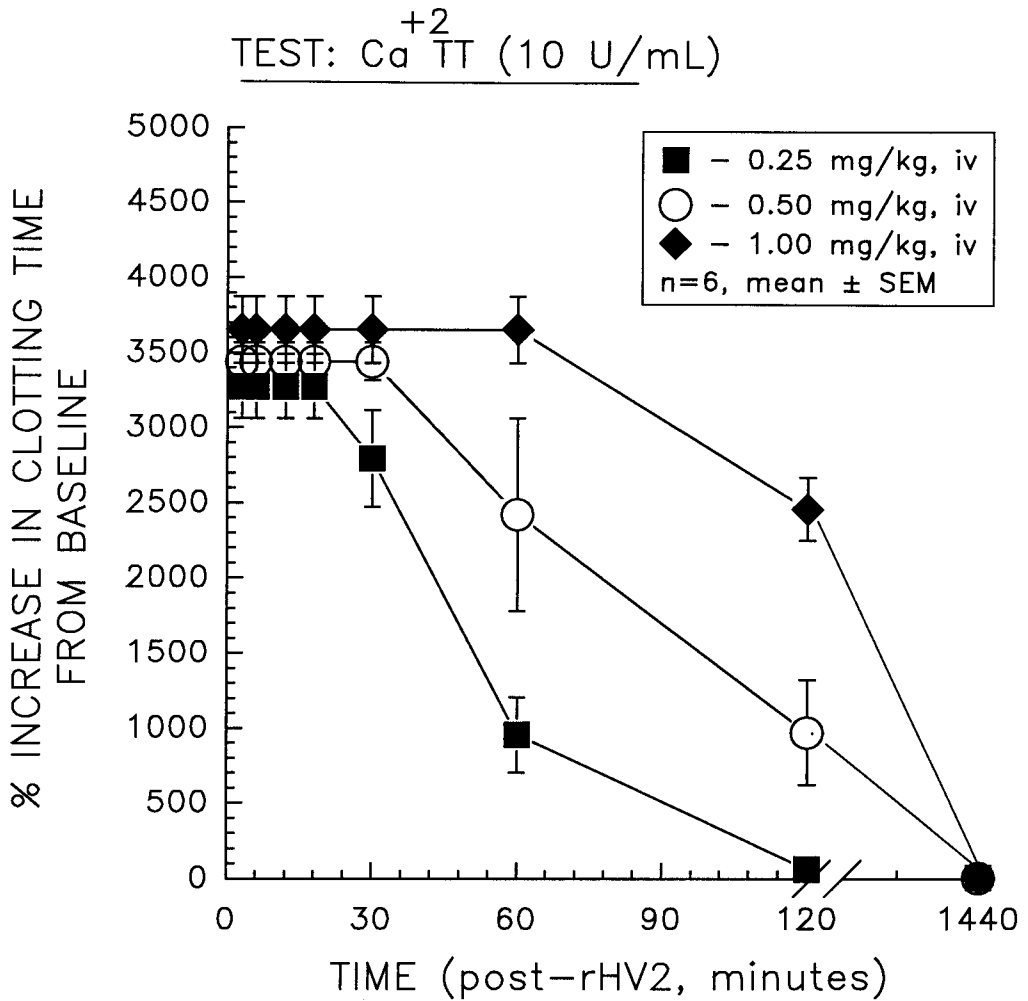 +2
TEST: Ca TT (10 U/mL)
5000
4500
4000
3500
3000
2500
2000
1500
1000
500
0
% INCREASE IN CLOTTING TIME
FROM BASELINE
■ – 0.25 mg/kg, iv
○ – 0.50 mg/kg, iv
◆ – 1.00 mg/kg, iv
n=6, mean ± SEM
0 30 60 90 120 1440
TIME (post–rHV2, minutes)